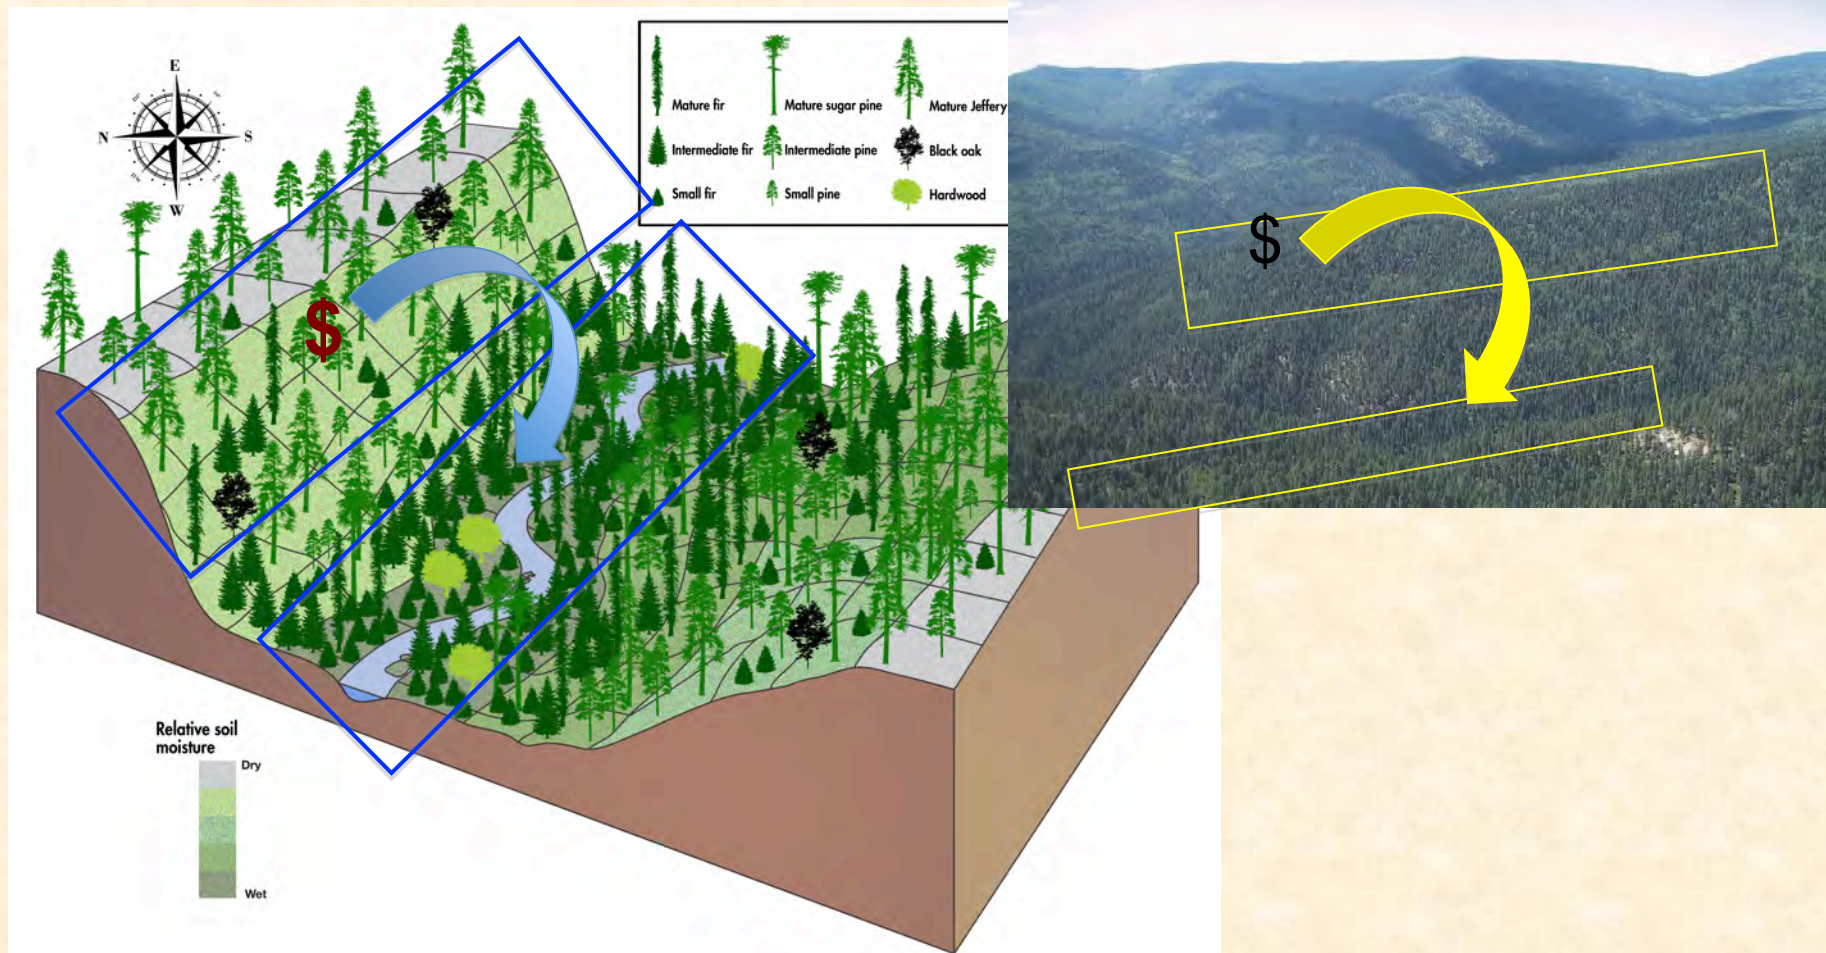 E
N
S
W
Mature fir
Mature sugar pine
Mature Jeffery
Intermediate fir
Intermediate pine
Black oak
Small fir
Small pine
Hardwood
$
$
Relative soil
moisture
Dry
Wet